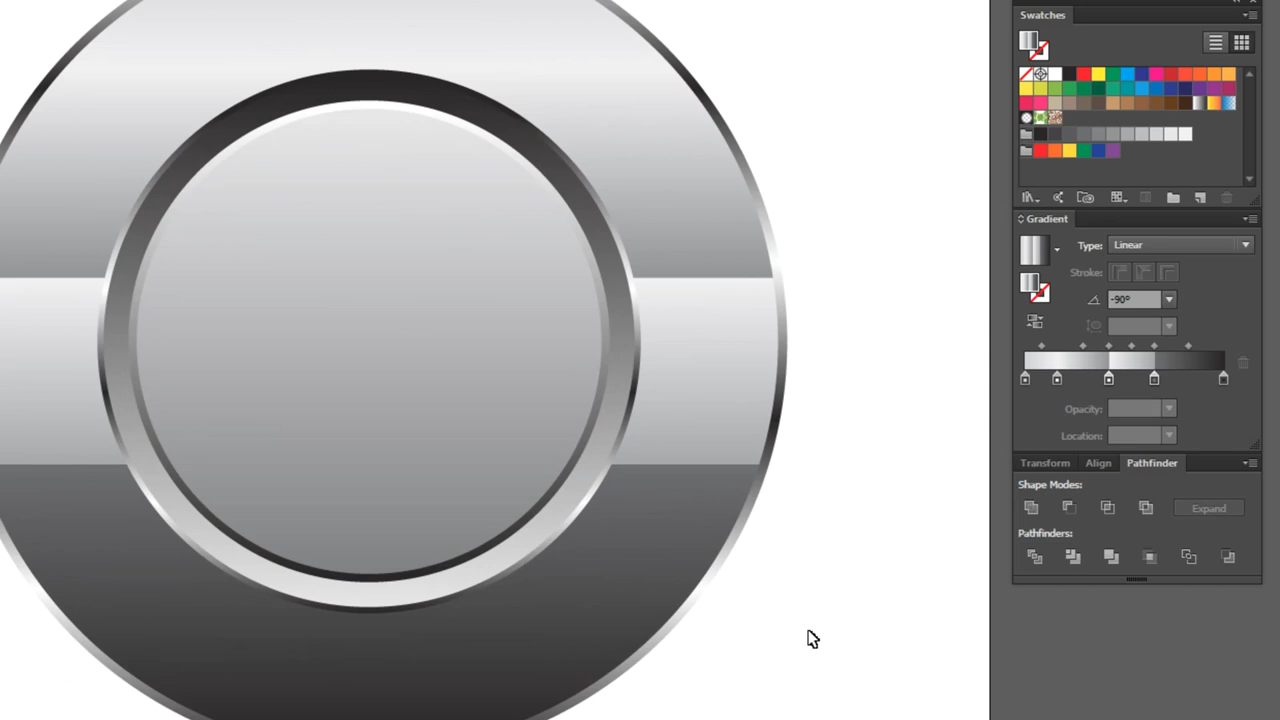 Swatches
Gradient
Type: Linear
Stroke:
-90°
Opacity:
Location:
Transform Align Pathfinder
Shape Modes:
Expand
Pathfinders: